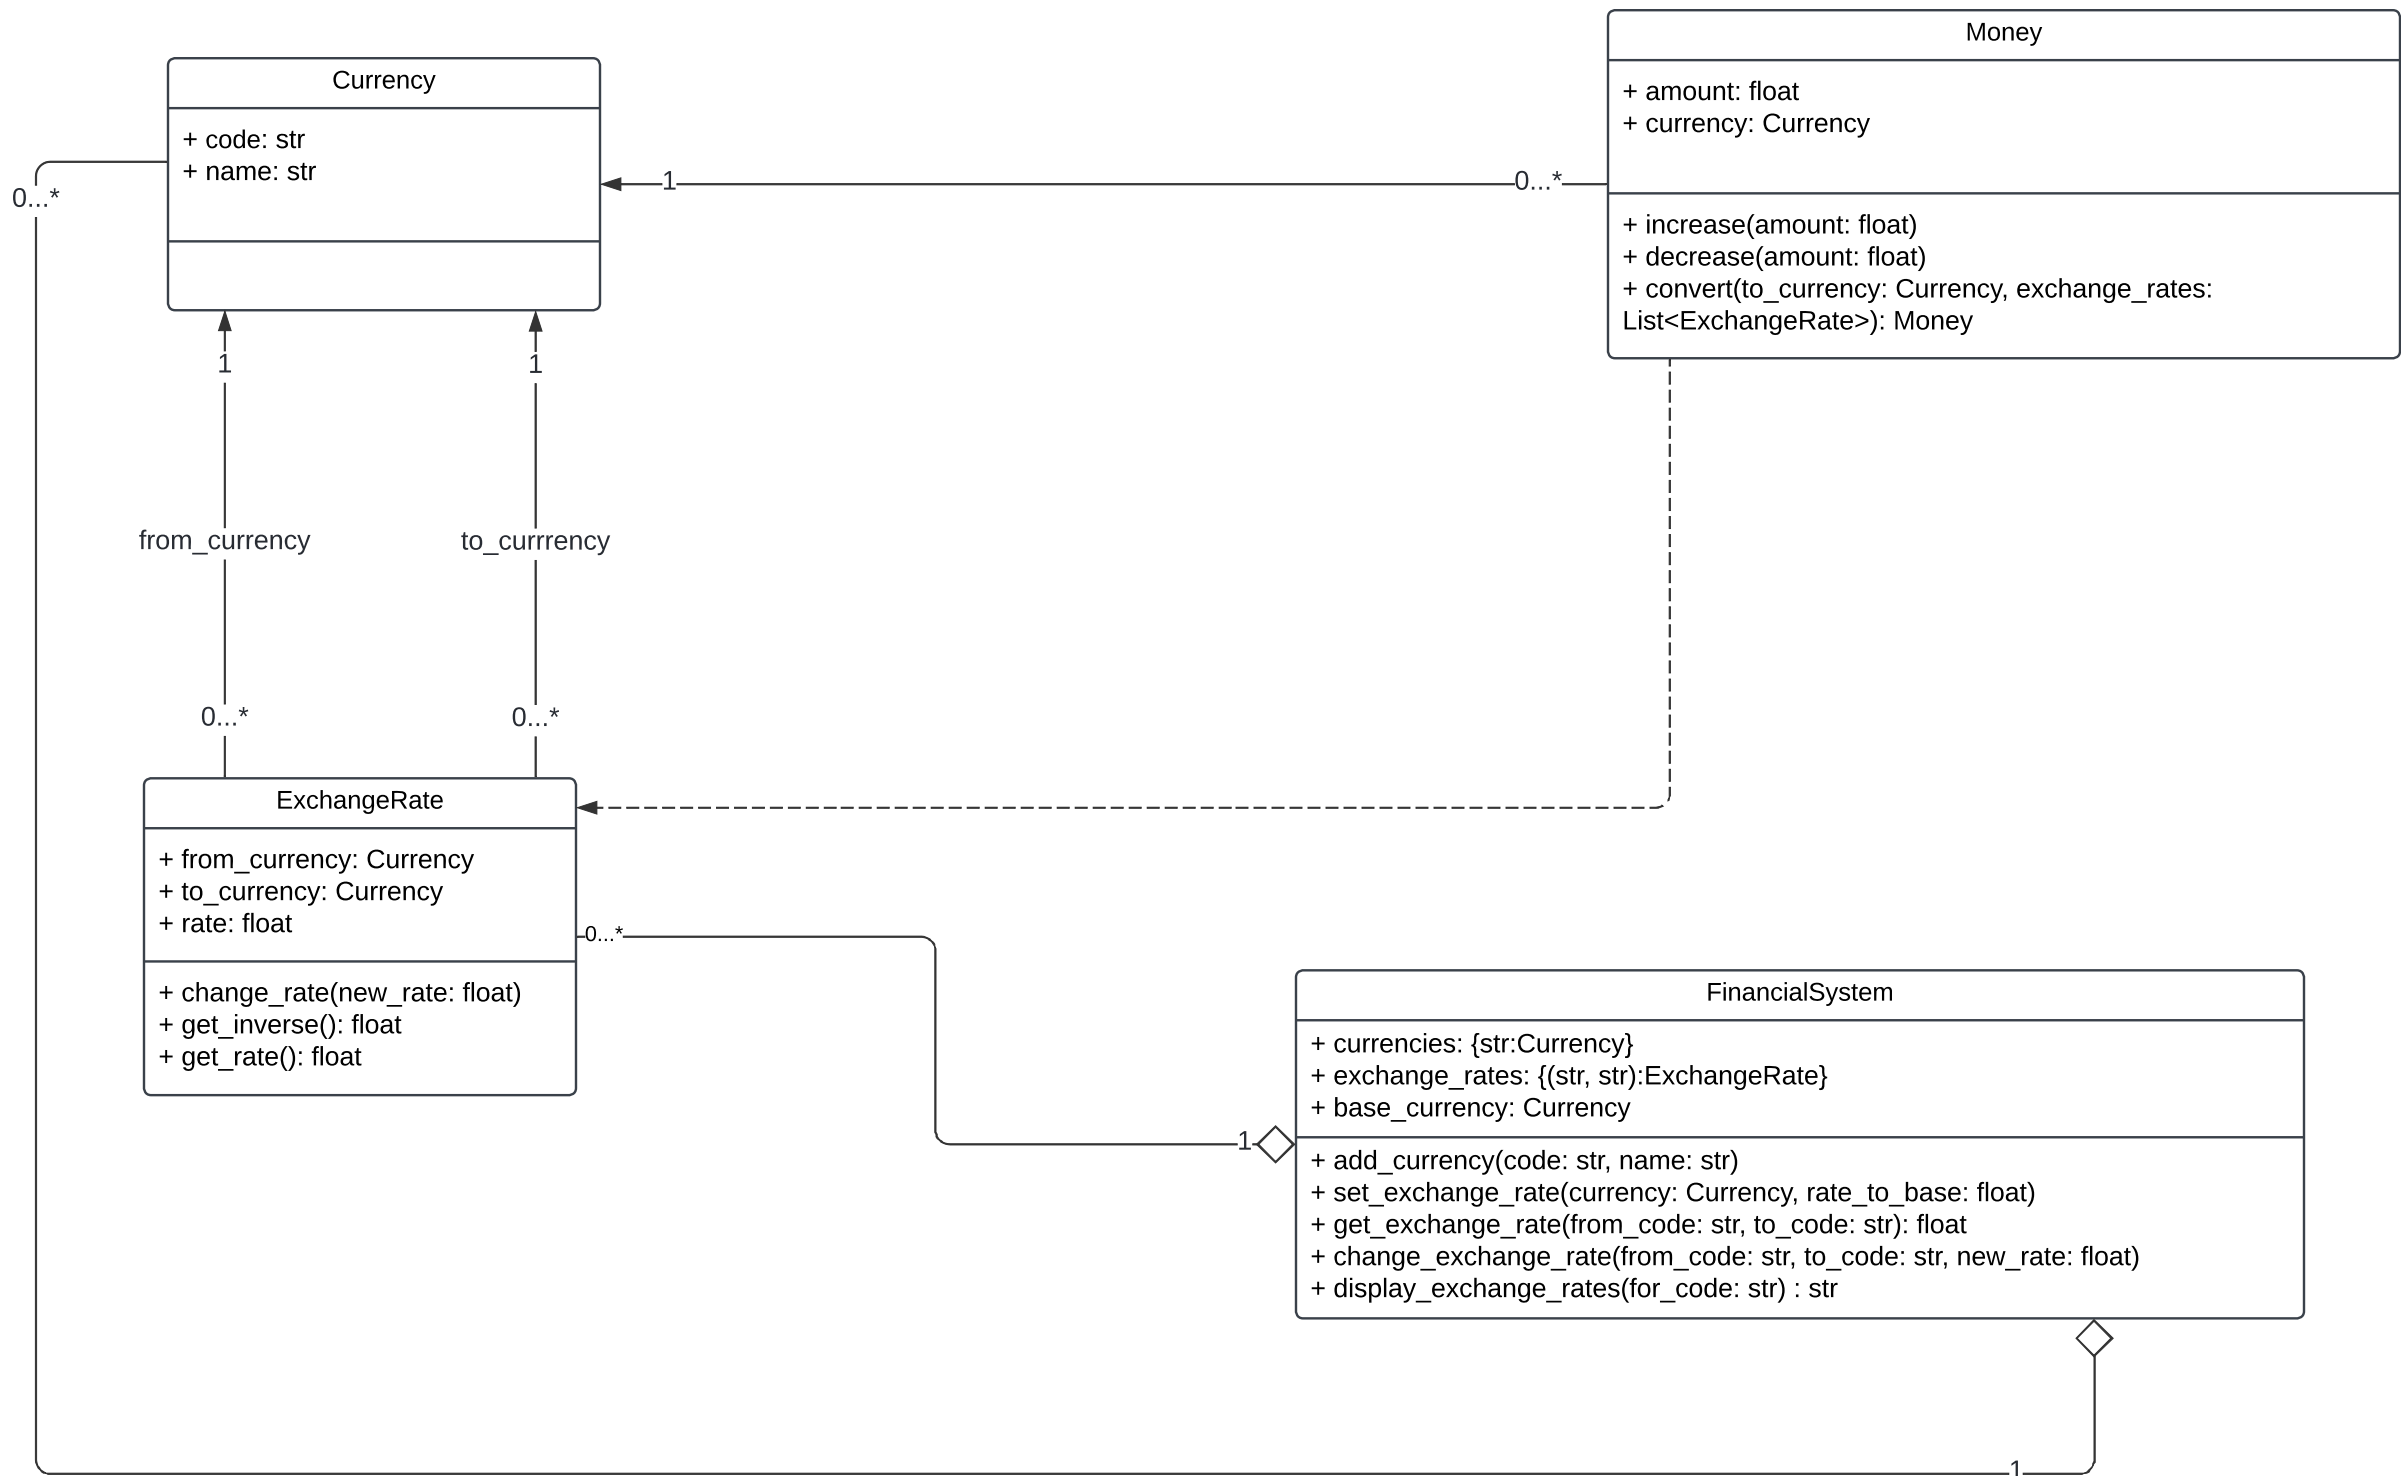 Money
+ amount: float
+ currency: Currency
+ increase(amount: float)
+ decrease(amount: float)
+ convert(to_currency: Currency, exchange_rates:
List<ExchangeRate>): Money
Currency
+ code: str
+ name: str
0...*
1
0...*
1
1
from_currency
to_currrency
0...*
0...*
ExchangeRate
+ from_currency: Currency
+ to_currency: Currency
+ rate: float
+ change_rate(new_rate: float)
+ get_inverse(): float
+ get_rate(): float
0...*
1
FinancialSystem
+ currencies: {str:Currency}
+ exchange_rates: {(str, str):ExchangeRate}
+ base_currency: Currency
+ add_currency(code: str, name: str)
+ set_exchange_rate(currency: Currency, rate_to_base: float)
+ get_exchange_rate(from_code: str, to_code: str): float
+ change_exchange_rate(from_code: str, to_code: str, new_rate: float)
+ display_exchange_rates(for_code: str) : str
1